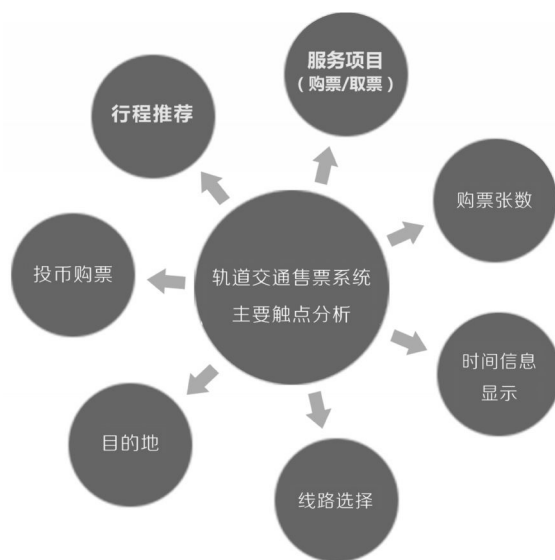 服务项目
（购票/取票）
行程推荐
购票张数
投币购票
轨道交通售票系统
主要触点分析
时间信息
显示
目的地
线路选择